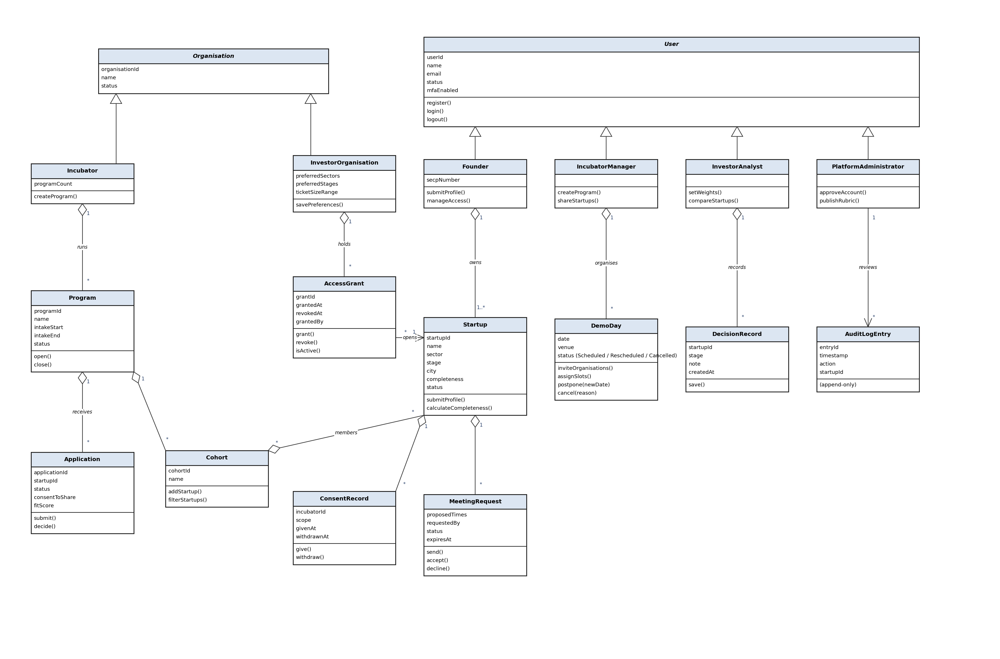 Organisation
organisationId
name
status
User
userId
name
email
status
mfaEnabled
register()
login()
logout()
Incubator
programCount
createProgram()
1
runs
*
InvestorOrganisation
preferredSectors
preferredStages
ticketSizeRange
savePreferences()
1
holds
*
Founder
secpNumber
submitProfile()
manageAccess()
1
owns
1..*
IncubatorManager
createProgram()
shareStartups()
1
organises
*
InvestorAnalyst
setWeights()
compareStartups()
1
records
*
PlatformAdministrator
approveAccount()
publishRubric()
1
reviews
*
Program
programId
name
intakeStart
intakeEnd
status
open()
close()
1
receives
*
1
*
AccessGrant
grantId
grantedAt
revokedAt
grantedBy
grant()
revoke()
isActive()
* 1
opens
Startup
startupId
name
sector
stage
city
completeness
status
submitProfile()
calculateCompleteness()
*
members
*
1
*
1
*
DemoDay
date
venue
status (Scheduled / Rescheduled / Cancelled)
inviteOrganisations()
assignSlots()
postpone(newDate)
cancel(reason)
DecisionRecord
startupId
stage
note
createdAt
save()
AuditLogEntry
entryId
timestamp
action
startupId
(append-only)
Application
applicationId
startupId
status
consentToShare
fitScore
submit()
decide()
Cohort
cohortId
name
addStartup()
filterStartups()
ConsentRecord
incubatorId
scope
givenAt
withdrawnAt
give()
withdraw()
MeetingRequest
proposedTimes
requestedBy
status
expiresAt
send()
accept()
decline()